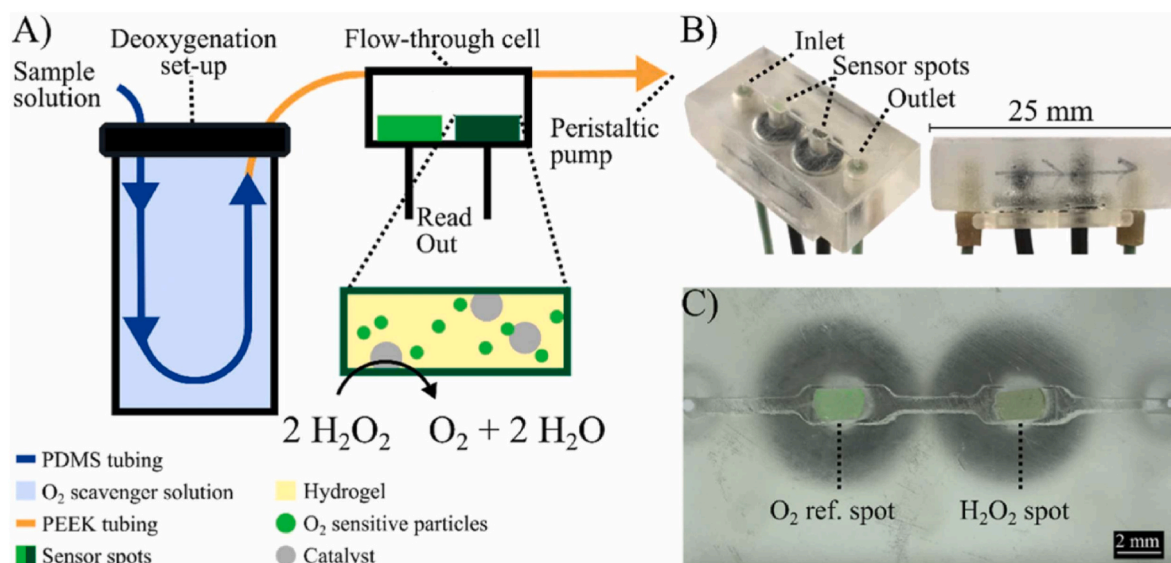 A)
Deoxygenation
set-up
Sample
solution
Flow-through cell
Peristaltic
pump
Read
Out
2 H₂O₂ O₂ + 2 H₂O
PDMS tubing
O₂ scavenger solution
PEEK tubing
Sensor spots
Hydrogel
O₂ sensitive particles
Catalyst
B)
Inlet
Sensor spots
Outlet
25 mm
C)
O₂ ref. spot
H₂O₂ spot
2 mm